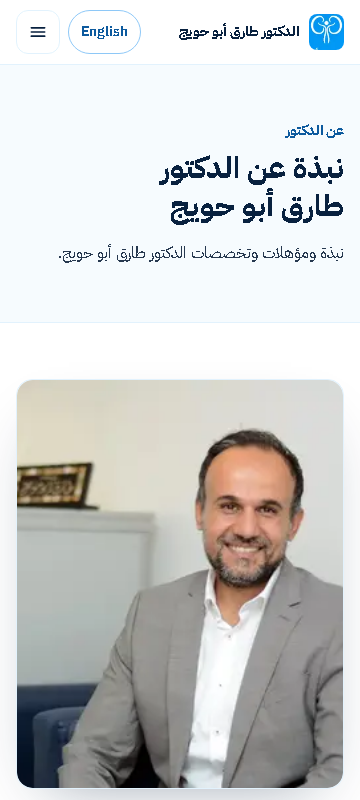 الدكتور طارق أبو حويج
English
عن الدكتور
نبذة عن الدكتور
طارق أبو حويج
نبذة ومؤهلات وتخصصات الدكتور طارق أبو حويج.